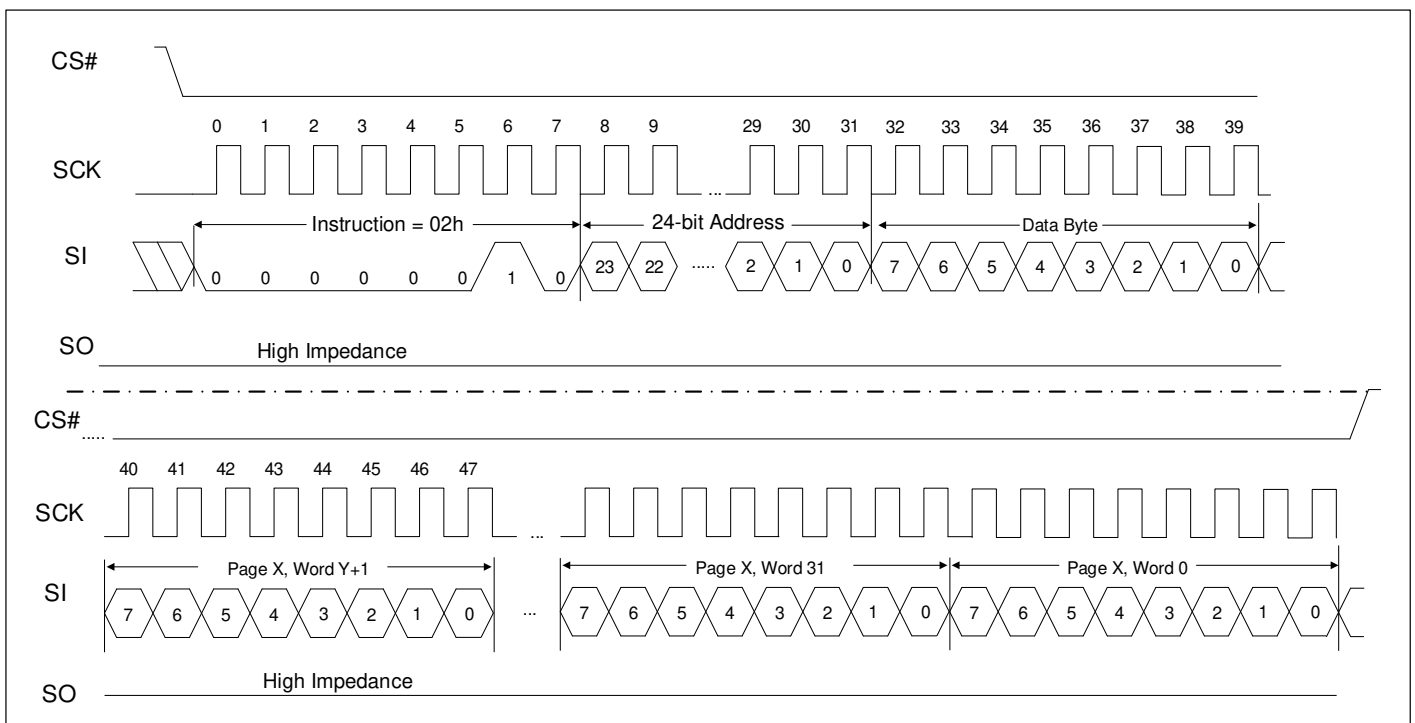 CS#
0 1 2 3 4 5 6 7 8 9 29 30 31 32 33 34 35 36 37 38 39
SCK ...
Instruction = 02h 24-bit Address Data Byte
SI 0 0 0 0 0 0 1 0 23 22 ..... 2 1 0 7 6 5 4 3 2 1 0
SO High Impedance
CS# .....
40 41 42 43 44 45 46 47
SCK ...
Page X, Word Y+1 Page X, Word 31 Page X, Word 0
SI 7 6 5 4 3 2 1 0 ... 7 6 5 4 3 2 1 0 7 6 5 4 3 2 1 0
SO High Impedance